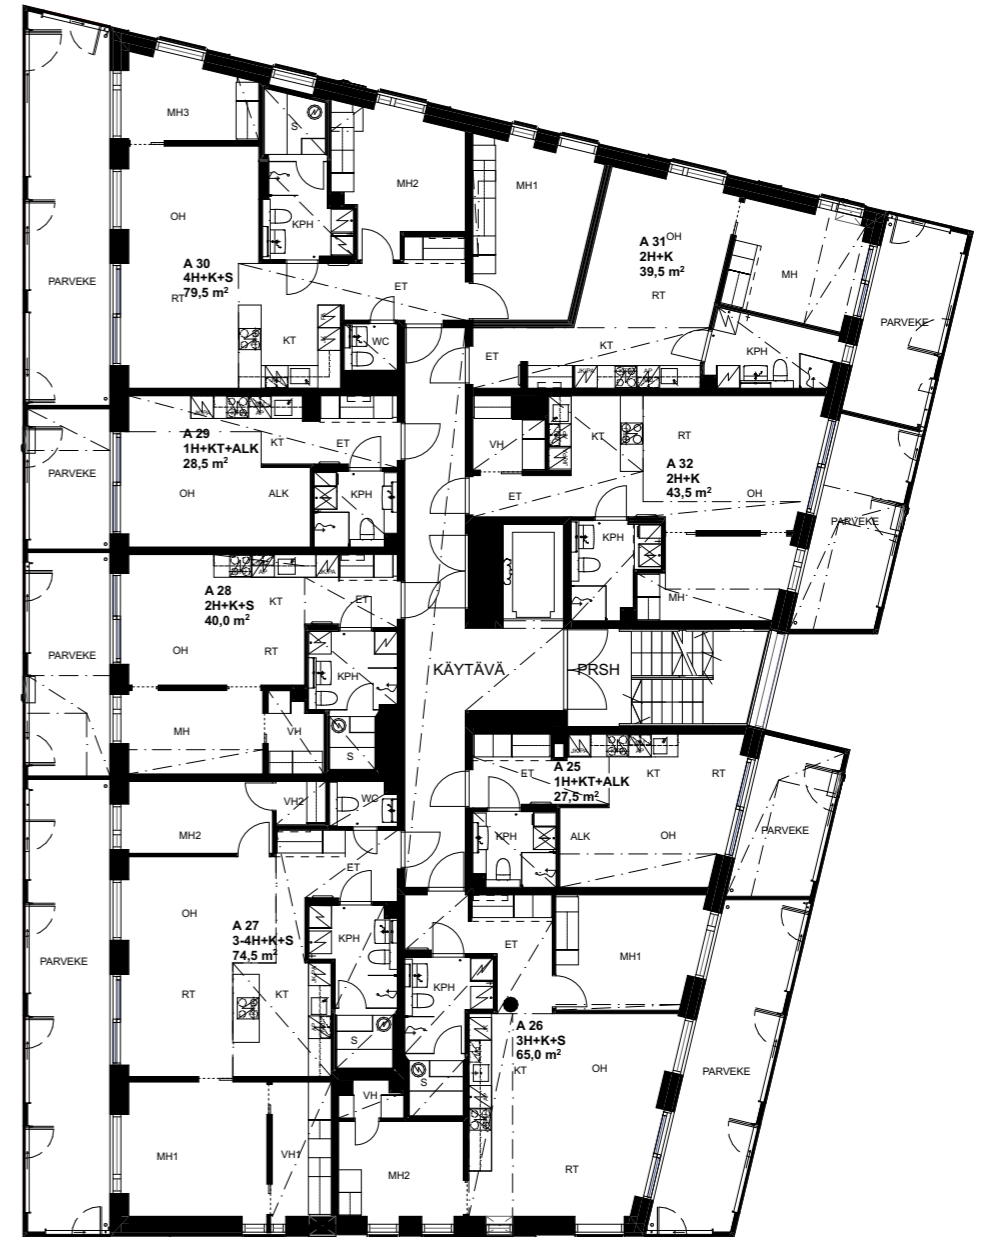 MH3
S
MH2
MH1
OH
KPH
A 31
OH
2H+K
39,5 m²
RT
A 30
4H+K+S
79,5 m²
RT
PARVEKE
ET
MH
PARVEKE
KT
WC
ET
KT
KPH
A 29
1H+KT+ALK
28,5 m²
KT
ET
VH
KT
RT
PARVEKE
OH
ALK
KPH
A 32
2H+K
43,5 m²
OH
ET
PARVEKE
KPH
A 28
2H+K+S
40,0 m²
KT
ET
MH
PARVEKE
OH
RT
KPH
KÄYTÄVÄ
PRSH
MH
VH
S
A 25
1H+KT+ALK
27,5 m²
ET
KT
RT
VH2
WC
MH2
KPH
ALK
OH
PARVEKE
ET
OH
A 27
3-4H+K+S
74,5 m²
KPH
ET
MH1
PARVEKE
RT
KT
KPH
A 26
3H+K+S
65,0 m²
KT
OH
PARVEKE
S
S
VH
MH1
VH1
MH2
RT